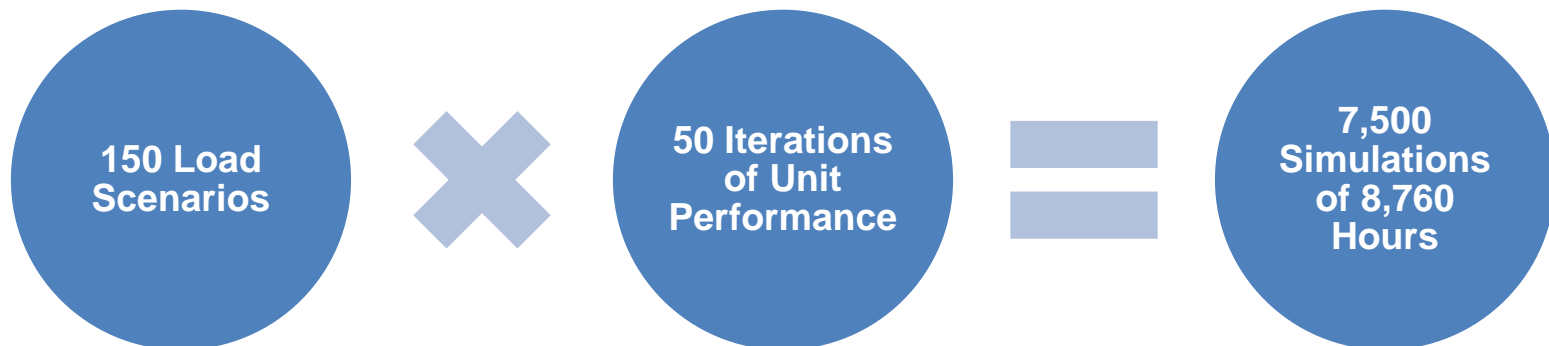 150 Load
Scenarios
50 Iterations
of Unit
Performance
7,500
Simulations
of 8,760
Hours